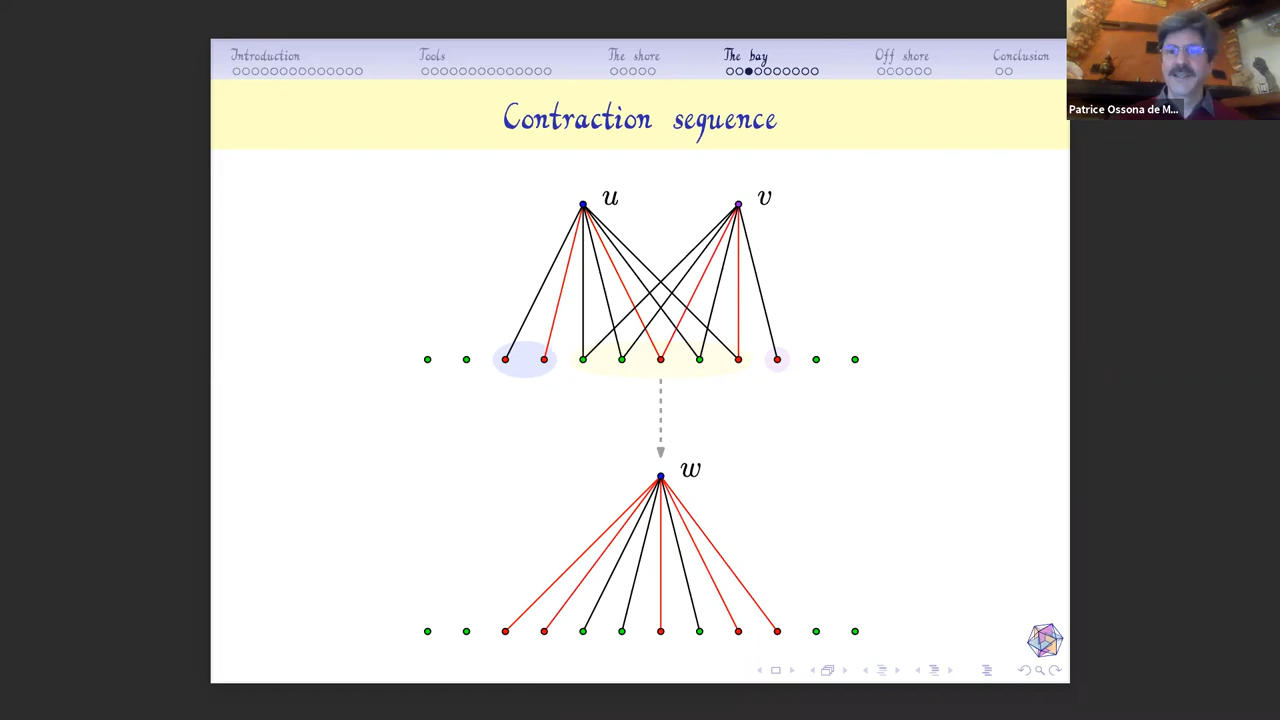 Introduction Tools The shore The bay Off shore Conclusion
Patrice Ossona de M...
Contraction sequence
u v
w